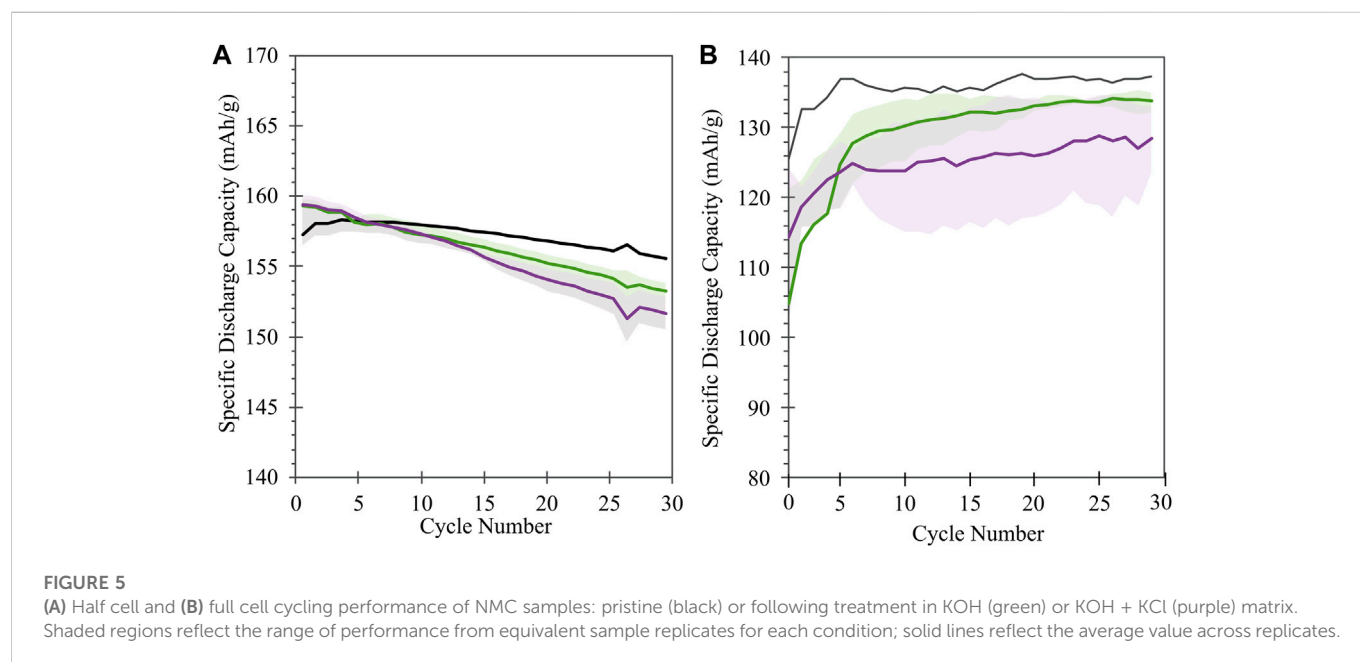 A
B
Specific Discharge Capacity (mAh/g)
170
165
160
155
150
145
140
0 5 10 15 20 25 30
Cycle Number
Specific Discharge Capacity (mAh/g)
140
130
120
110
100
90
80
0 5 10 15 20 25 30
Cycle Number
FIGURE 5
(A) Half cell and (B) full cell cycling performance of NMC samples: pristine (black) or following treatment in KOH (green) or KOH + KCl (purple) matrix.
Shaded regions reflect the range of performance from equivalent sample replicates for each condition; solid lines reflect the average value across replicates.